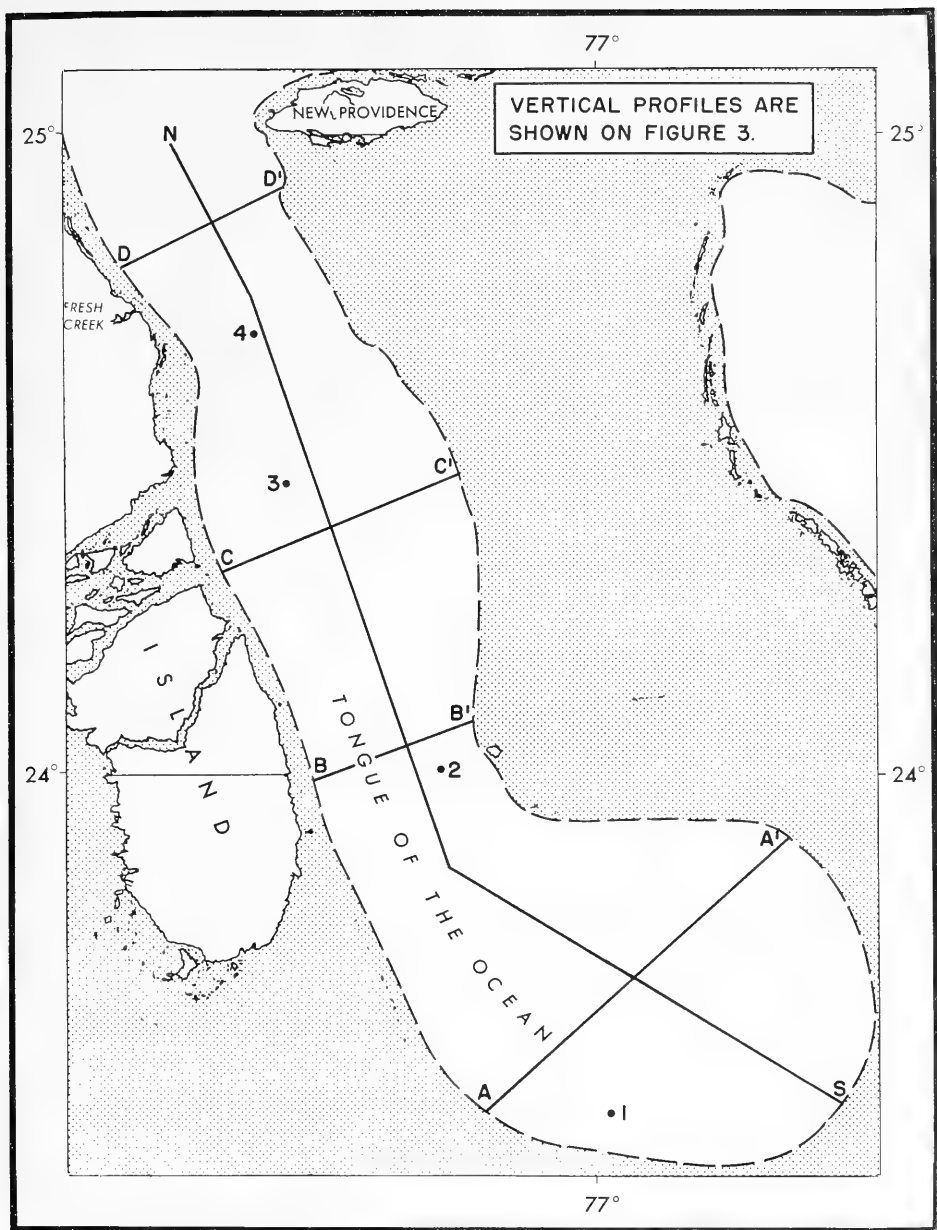 77°
VERTICAL PROFILES ARE
SHOWN ON FIGURE 3.
NEW PROVIDENCE
25°
25°
N
D'
D
FRESH
CREEK
4
C'
3
C
ISLAND
TONGUE OF THE OCEAN
B'
B
2
24°
24°
A'
A
S
1
77°